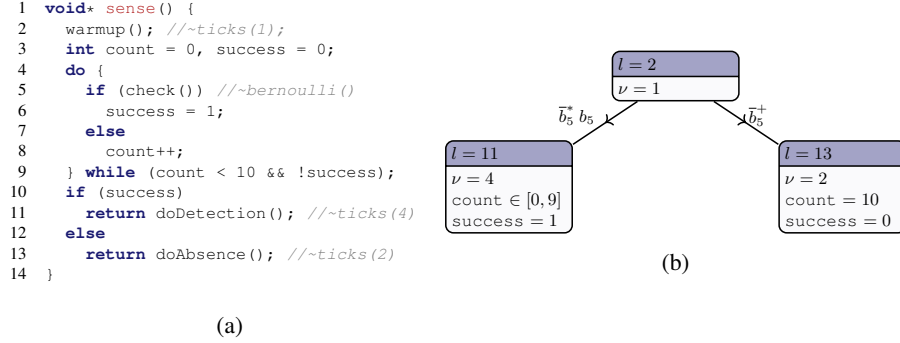 1 void* sense() {
2 warmup(); //~ticks(1);
3 int count = 0, success = 0;
4 do {
5 if (check()) //~bernoulli()
6 success = 1;
7 else
8 count++;
9 } while (count < 10 && !success);
10 if (success)
11 return doDetection(); //~ticks(4)
12 else
13 return doAbsence(); //~ticks(2)
14 }
(a)
l = 2
ν = 1
b̅₅* b₅
b̅₅⁺
l = 11
ν = 4
count ∈ [0, 9]
success = 1
l = 13
ν = 2
count = 10
success = 0
(b)